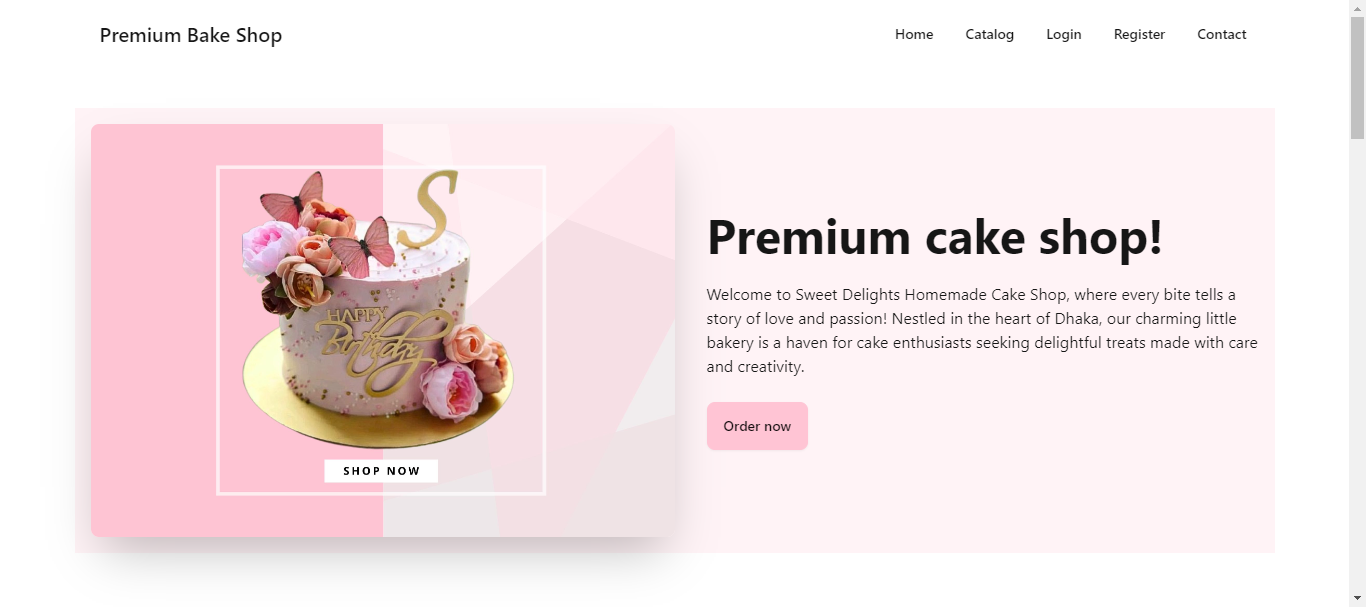 Premium Bake Shop
Home Catalog Login Register Contact
S
HAPPY
Birthday
SHOP NOW
Premium cake shop!
Welcome to Sweet Delights Homemade Cake Shop, where every bite tells a
story of love and passion! Nestled in the heart of Dhaka, our charming little
bakery is a haven for cake enthusiasts seeking delightful treats made with care
and creativity.
Order now